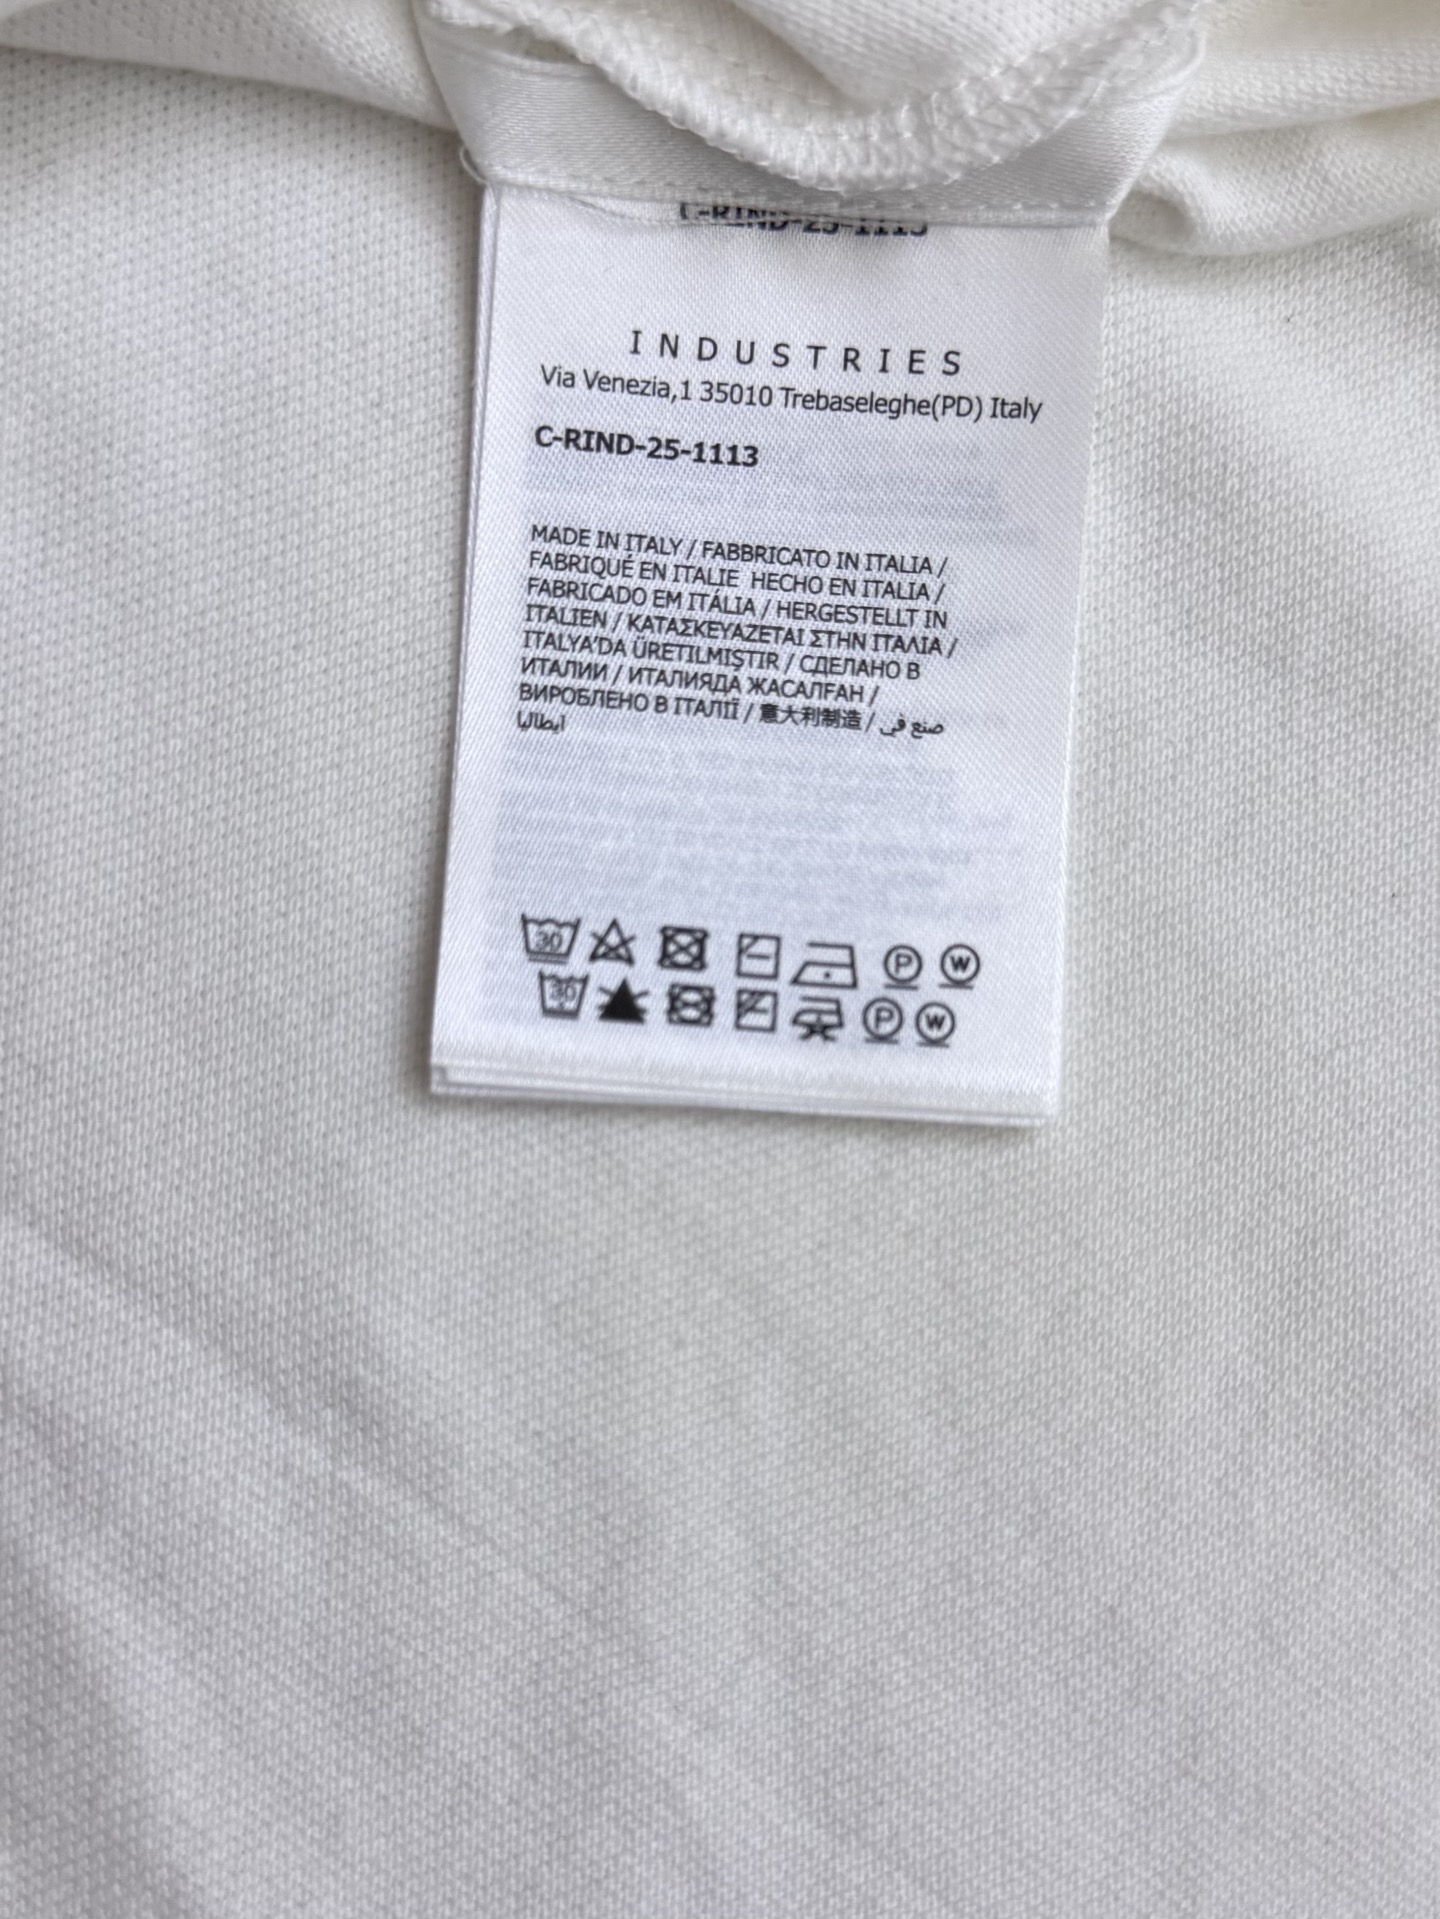 C-RIND-25-1113
INDUSTRIES
Via Venezia,1 35010 Trebaseleghe(PD) Italy
C-RIND-25-1113
MADE IN ITALY / FABBRICATO IN ITALIA /
FABRIQUÉ EN ITALIE HECHO EN ITALIA /
FABRICADO EM ITÁLIA / HERGESTELLT IN
ITALIEN / ΚΑΤΑΣΚΕΥΑΖΕΤΑΙ ΣΤΗΝ ΙΤΑΛΙΑ /
ITALYA'DA ÜRETILMIŞTIR / СДЕЛАНО В
ИТАЛИИ / ИТАЛИЯДА ЖАСАЛҒАН /
ВИРОБЛЕНО В ІТАЛІЇ / 意大利制造 / صنع في
ايطاليا
30 P W
30 P W